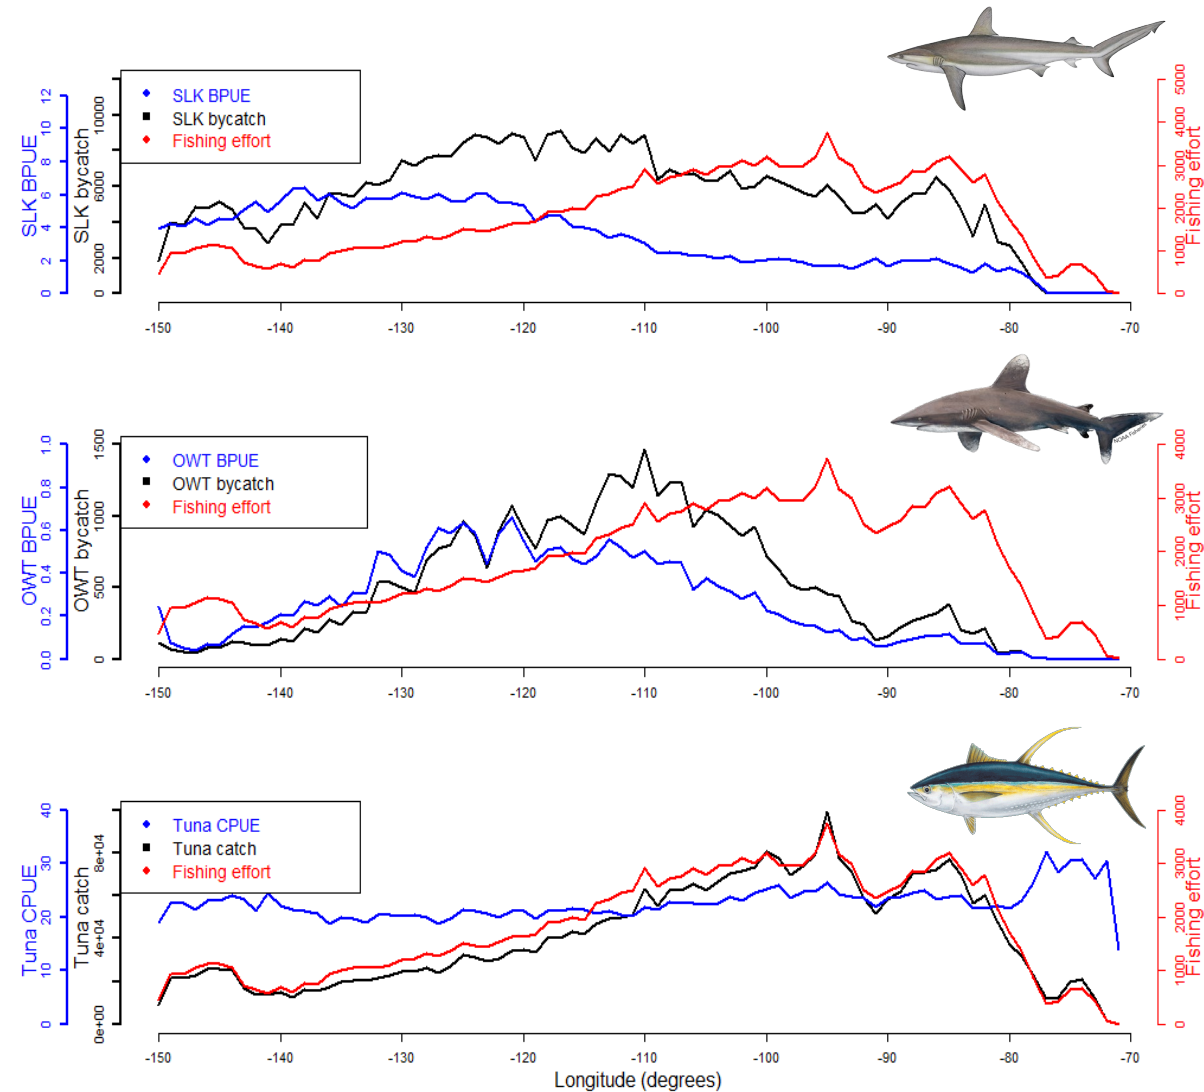 SLK BPUE
SLK bycatch
Fishing effort
SLK BPUE
0 2 4 6 8 10 12
SLK bycatch
0 2000 6000 10000
Fishing effort
0 1000 2000 3000 4000 5000
-150 -140 -130 -120 -110 -100 -90 -80 -70
NOAA Fisheries
OWT BPUE
OWT bycatch
Fishing effort
OWT BPUE
0.0 0.2 0.4 0.6 0.8 1.0
OWT bycatch
0 500 1000 1500
Fishing effort
0 1000 2000 3000 4000
-150 -140 -130 -120 -110 -100 -90 -80 -70
Tuna CPUE
Tuna catch
Fishing effort
Tuna CPUE
0 10 20 30 40
Tuna catch
0e+00 4e+04 8e+04
Fishing effort
0 1000 2000 3000 4000
-150 -140 -130 -120 -110 -100 -90 -80 -70
Longitude (degrees)